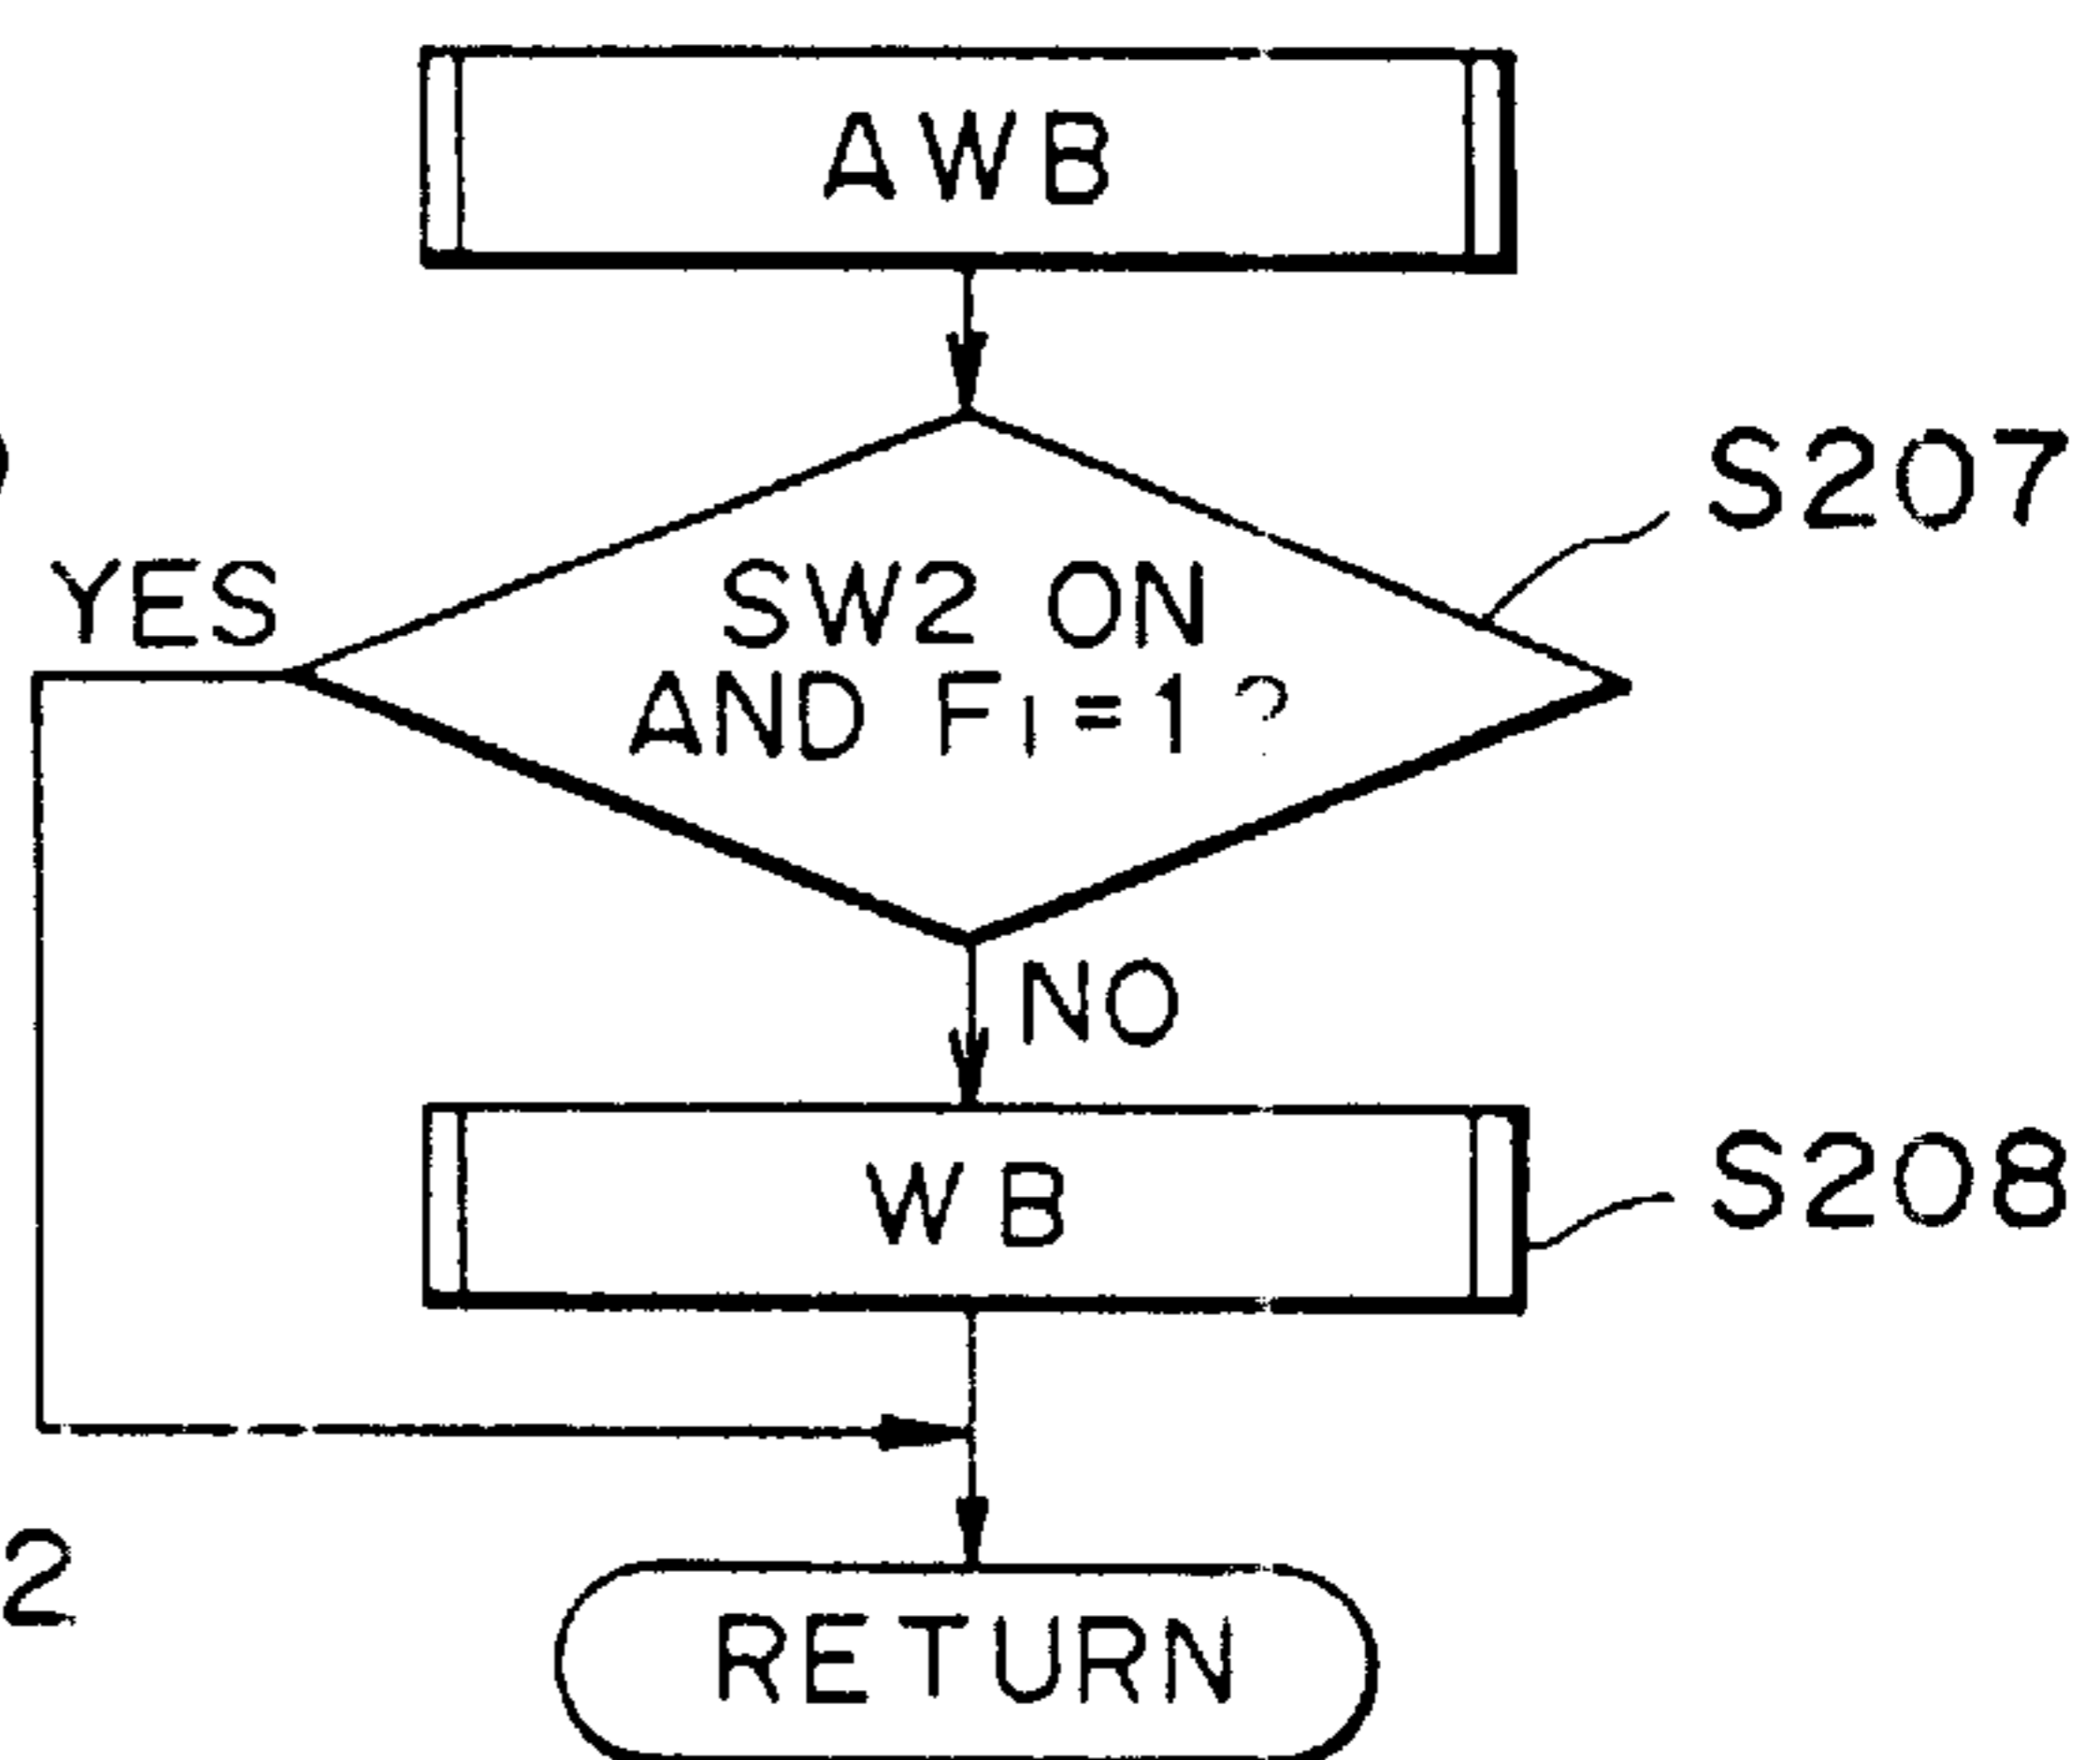 AWB
S207
YES
SW2 ON
AND F1=1?
NO
WB
S208
2
RETURN